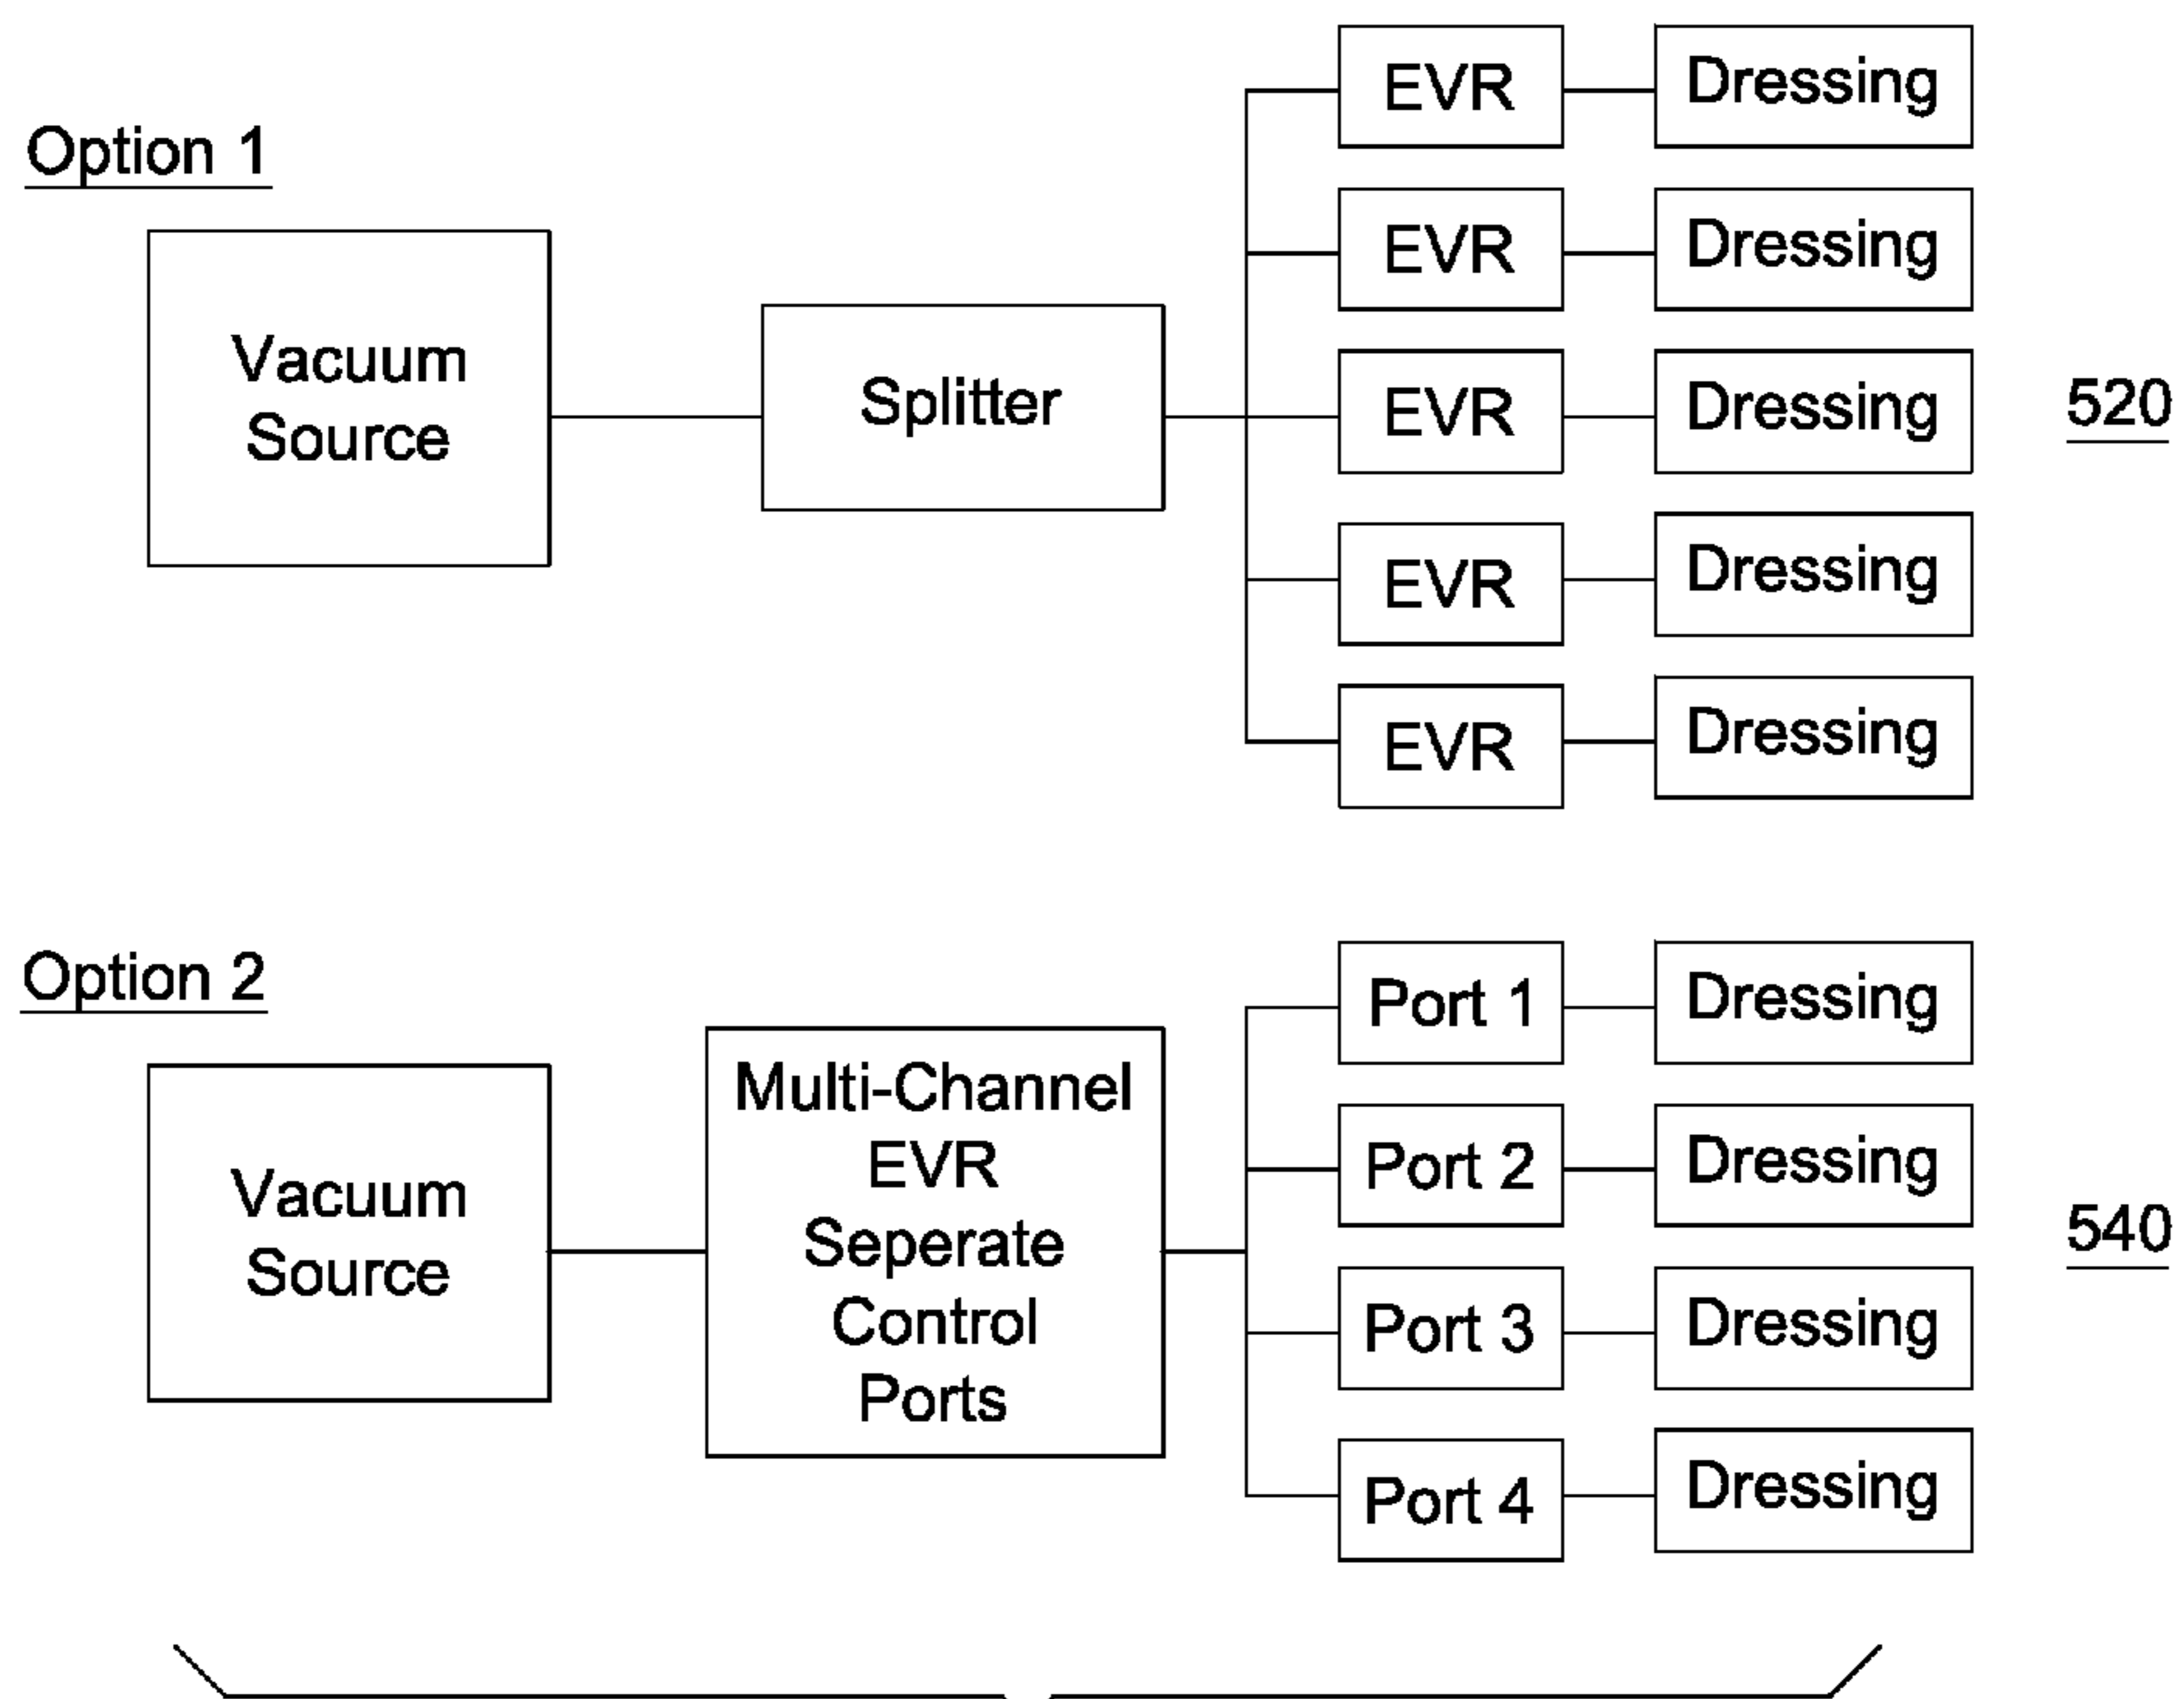 Option 1
Vacuum
Source
Splitter
EVR
Dressing
EVR
Dressing
EVR
Dressing
EVR
Dressing
EVR
Dressing
520
Option 2
Vacuum
Source
Multi-Channel
EVR
Seperate
Control
Ports
Port 1
Dressing
Port 2
Dressing
Port 3
Dressing
Port 4
Dressing
540